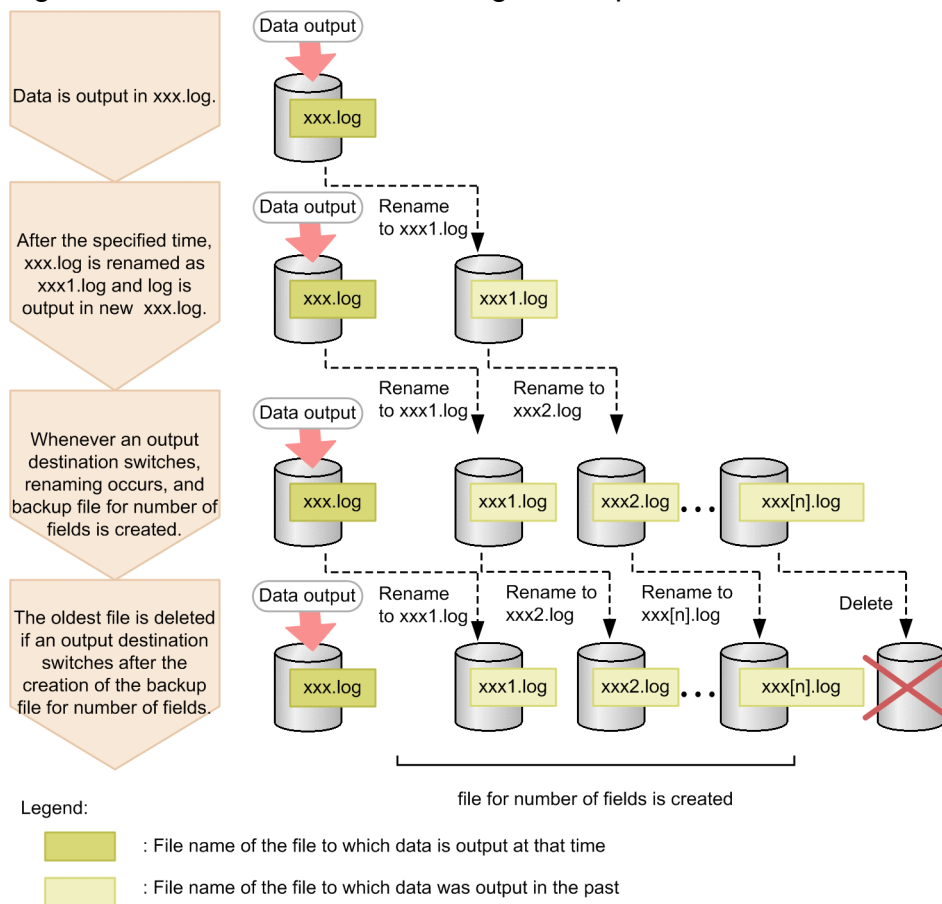 Data output
Data is output in xxx.log.
xxx.log
Data output
Rename
to xxx1.log
After the specified time,
xxx.log is renamed as
xxx1.log and log is
output in new xxx.log.
xxx.log
xxx1.log
Rename
to xxx1.log
Rename to
xxx2.log
Data output
Whenever an output
destination switches,
renaming occurs, and
backup file for number of
fields is created.
xxx.log
xxx1.log
xxx2.log
...
xxx[n].log
Data output
Rename
to xxx1.log
Rename to
xxx2.log
Rename to
xxx[n].log
Delete
The oldest file is deleted
if an output destination
switches after the
creation of the backup
file for number of fields.
xxx.log
xxx1.log
xxx2.log
...
xxx[n].log
file for number of fields is created
Legend:
: File name of the file to which data is output at that time
: File name of the file to which data was output in the past